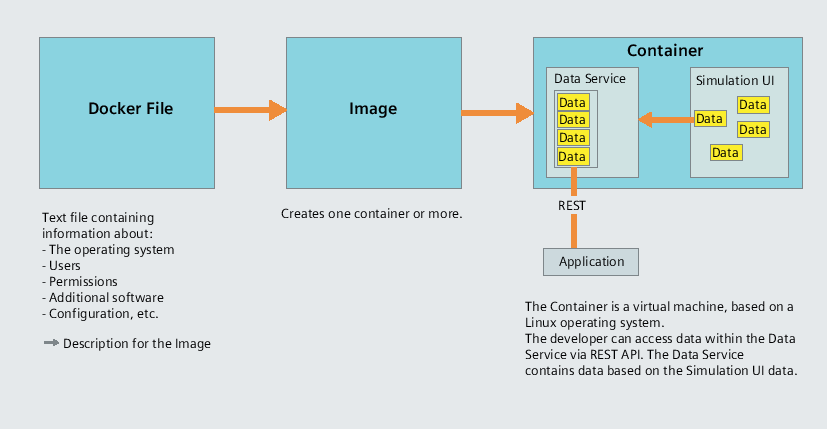 Docker File
Image
Container
Data Service
Data
Data
Data
Data
Simulation UI
Data
Data
Data
Data
REST
Application
Text file containing
information about:
- The operating system
- Users
- Permissions
- Additional software
- Configuration, etc.
Description for the Image
Creates one container or more.
The Container is a virtual machine, based on a
Linux operating system.
The developer can access data within the Data
Service via REST API. The Data Service
contains data based on the Simulation UI data.